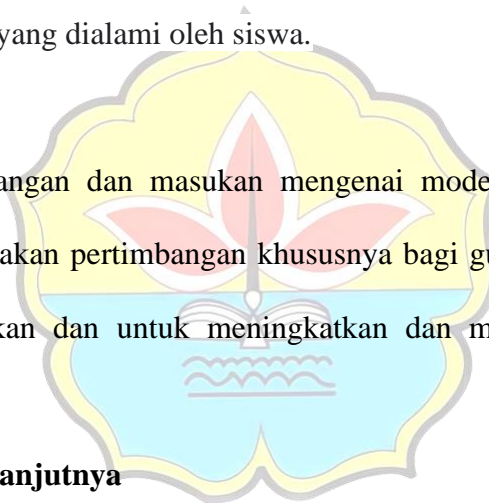 yang dialami oleh siswa.
angan dan masukan mengenai mode
akan pertimbangan khususnya bagi gu
kan dan untuk meningkatkan dan m
anjutnya